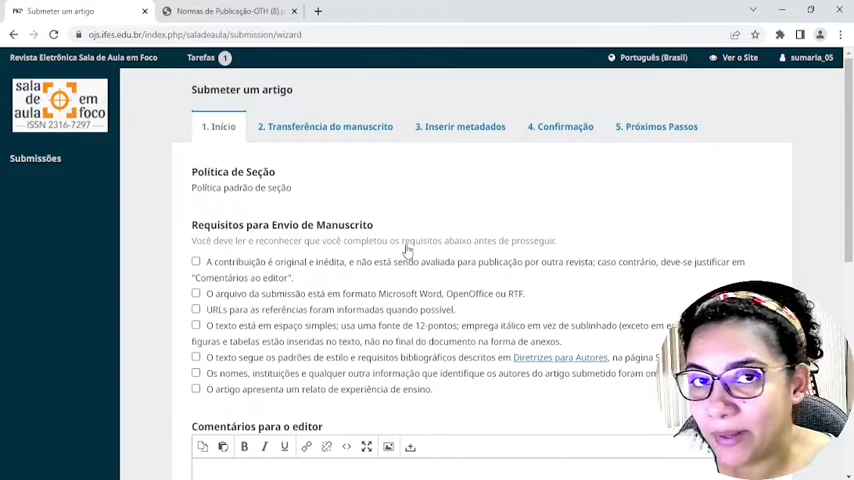 Submeter um artigo
Normas de Publicação-OTH (8).p
ojs.ifes.edu.br/index.php/saladeaula/submission/wizard
Revista Eletrônica Sala de Aula em Foco
Tarefas 1
Português (Brasil)
Ver o Site
sumaria_05
sala
de em
aula foco
ISSN 2316-7297
Submissões
Submeter um artigo
1. Início
2. Transferência do manuscrito
3. Inserir metadados
4. Confirmação
5. Próximos Passos
Política de Seção
Política padrão de seção
Requisitos para Envio de Manuscrito
Você deve ler e reconhecer que você completou os requisitos abaixo antes de prosseguir.
A contribuição é original e inédita, e não está sendo avaliada para publicação por outra revista; caso contrário, deve-se justificar em
"Comentários ao editor".
O arquivo da submissão está em formato Microsoft Word, OpenOffice ou RTF.
URLs para as referências foram informadas quando possível.
O texto está em espaço simples; usa uma fonte de 12-pontos; emprega itálico em vez de sublinhado (exceto em
figuras e tabelas estão inseridas no texto, não no final do documento na forma de anexos.
O texto segue os padrões de estilo e requisitos bibliográficos descritos em Diretrizes para Autores, na página
Os nomes, instituições e qualquer outra informação que identifique os autores do artigo submetido foram
O artigo apresenta um relato de experiência de ensino.
Comentários para o editor
B I U